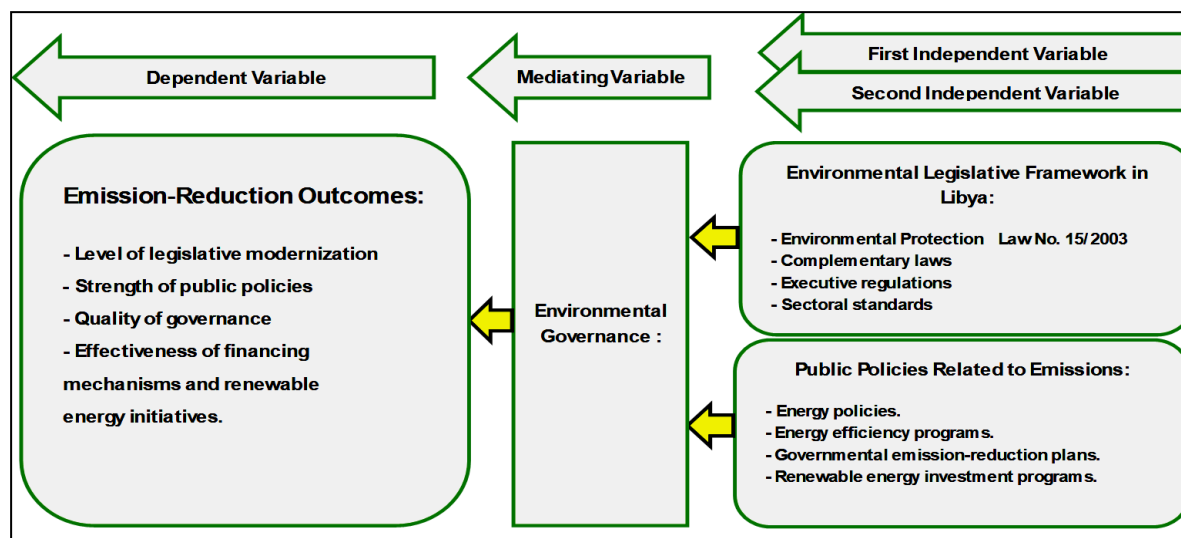 Dependent Variable
Mediating Variable
First Independent Variable
Second Independent Variable
Emission-Reduction Outcomes:
- Level of legislative modernization
- Strength of public policies
- Quality of governance
- Effectiveness of financing
mechanisms and renewable
energy initiatives.
Environmental
Governance :
Environmental Legislative Framework in
Libya:
- Environmental Protection Law No. 15/2003
- Complementary laws
- Executive regulations
- Sectoral standards
Public Policies Related to Emissions:
- Energy policies.
- Energy efficiency programs.
- Governmental emission-reduction plans.
- Renewable energy investment programs.